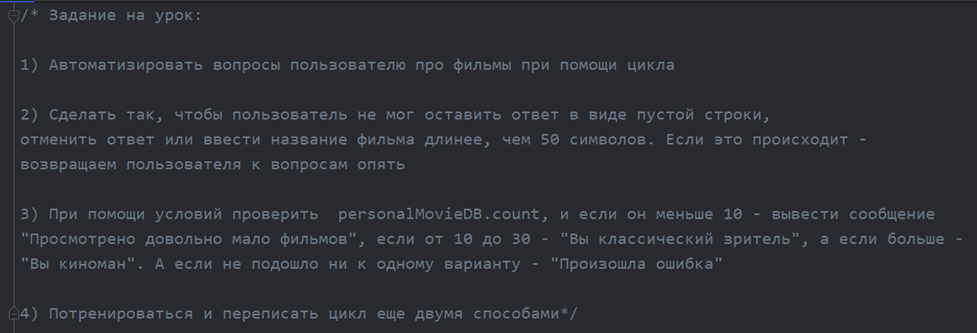 /* Задание на урок:
1) Автоматизировать вопросы пользователю про фильмы при помощи цикла
2) Сделать так, чтобы пользователь не мог оставить ответ в виде пустой строки,
отменить ответ или ввести название фильма длинее, чем 50 символов. Если это происходит -
возвращаем пользователя к вопросам опять
3) При помощи условий проверить  personalMovieDB.count, и если он меньше 10 - вывести сообщение
"Просмотрено довольно мало фильмов", если от 10 до 30 - "Вы классический зритель", а если больше -
"Вы киноман". А если не подошло ни к одному варианту - "Произошла ошибка"
4) Потренироваться и переписать цикл еще двумя способами*/